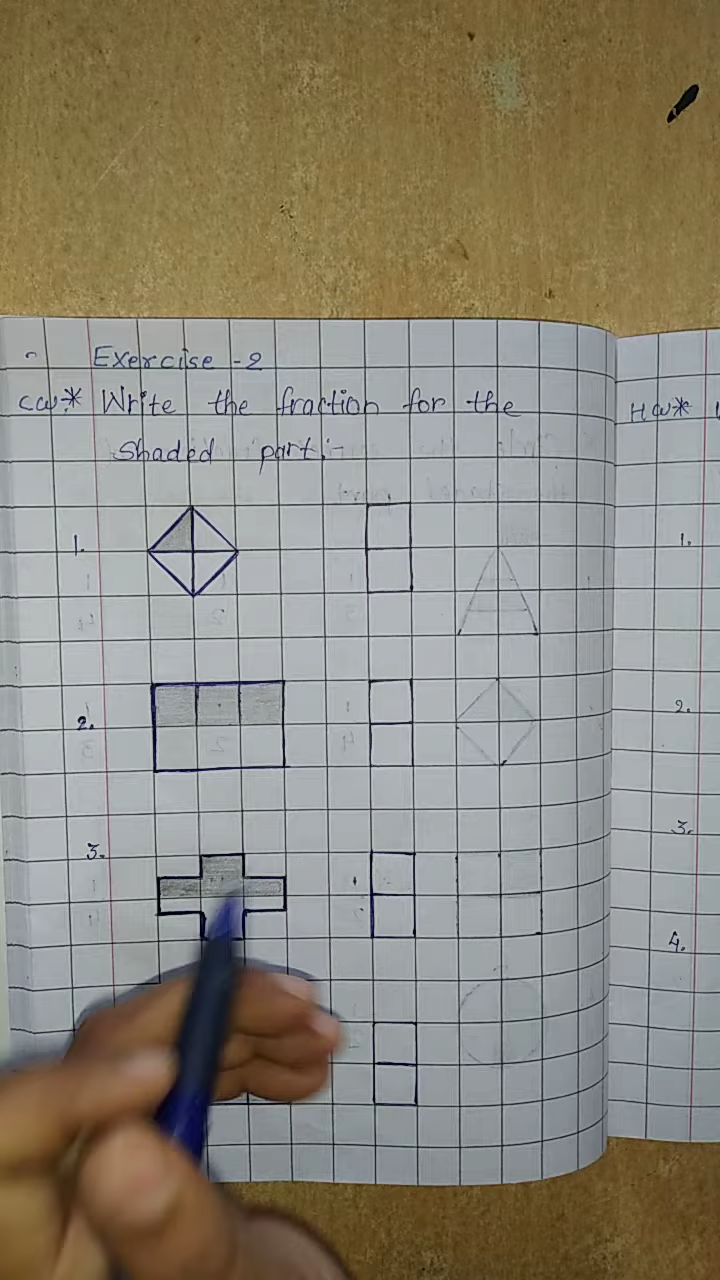 Exercise -2
CW* Write the fraction for the
Shaded part:-
1.
2.
3.
HW*
1.
2.
3.
4.